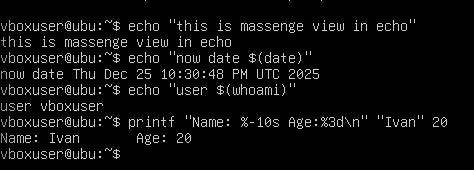 vboxuser@ubu:~$ echo "this is massenge view in echo"
this is massenge view in echo
vboxuser@ubu:~$ echo "now date $(date)"
now date Thu Dec 25 10:30:48 PM UTC 2025
vboxuser@ubu:~$ echo "user $(whoami)"
user vboxuser
vboxuser@ubu:~$ printf "Name: %-10s Age:%3d\n" "Ivan" 20
Name: Ivan       Age: 20
vboxuser@ubu:~$